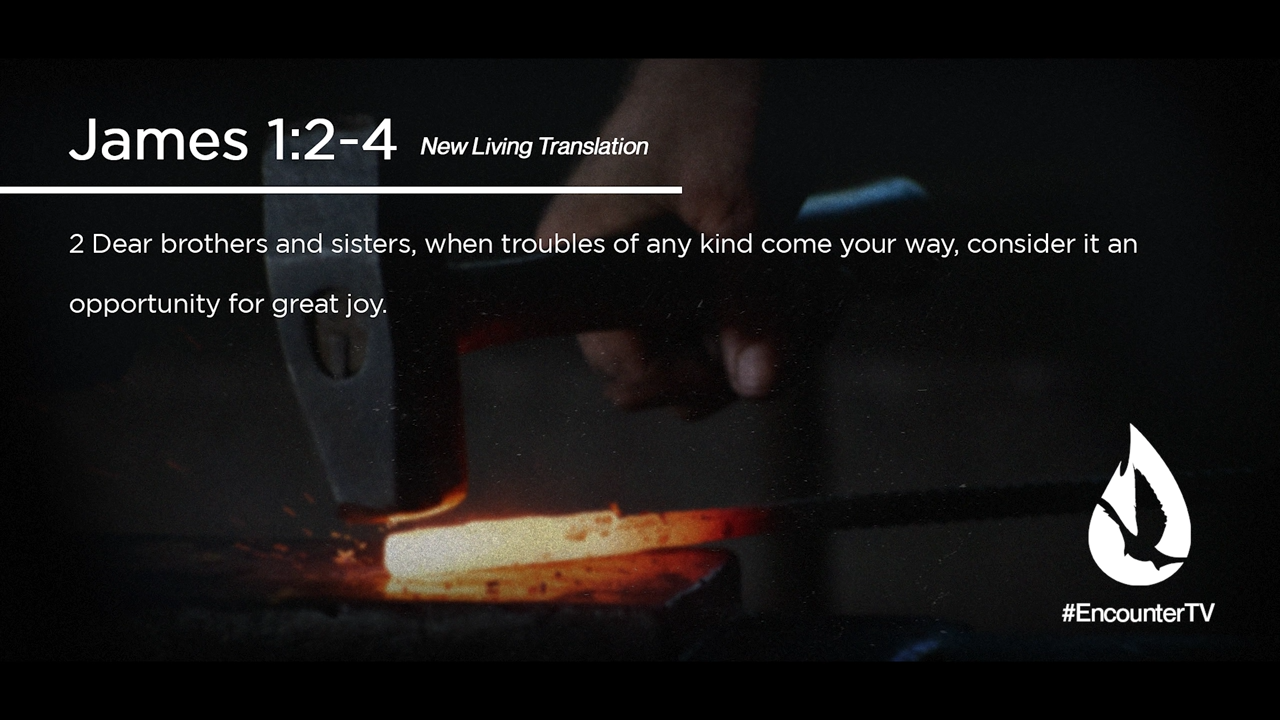 James 1:2-4 New Living Translation
2 Dear brothers and sisters, when troubles of any kind come your way, consider it an
opportunity for great joy.
#EncounterTV